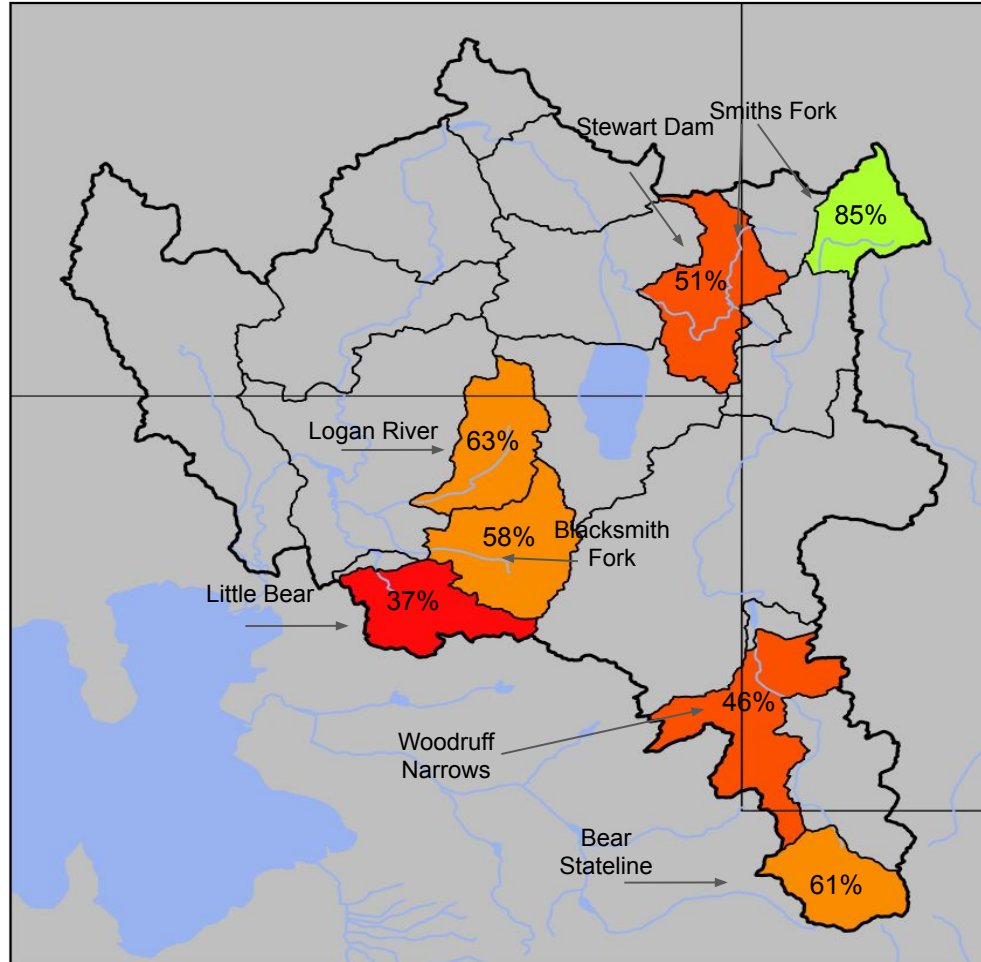 Smiths Fork
Stewart Dam
85%
51%
Logan River
63%
58%
Blacksmith
Fork
Little Bear
37%
46%
Woodruff
Narrows
Bear
Stateline
61%